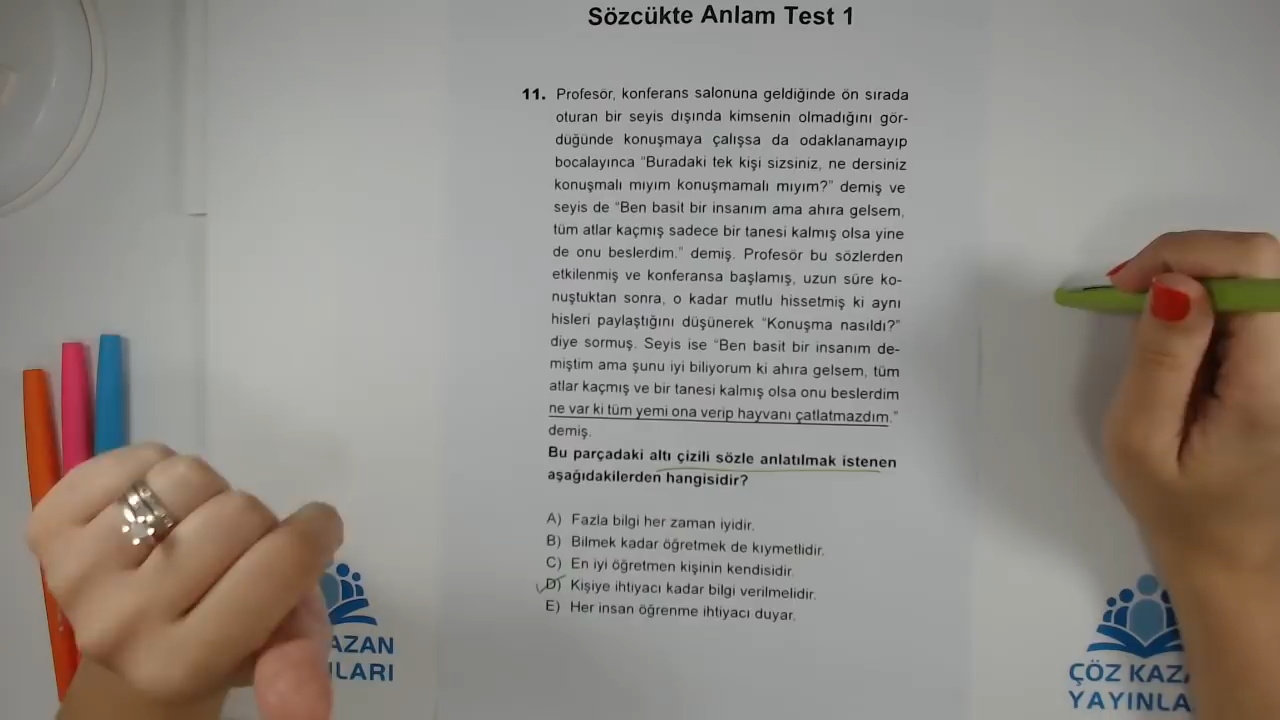 Sözcükte Anlam Test 1
11. Profesör, konferans salonuna geldiğinde ön sırada
oturan bir seyis dışında kimsenin olmadığını gör-
düğünde konuşmaya çalışsa da odaklanamayıp
bocalayınca “Buradaki tek kişi sizsiniz, ne dersiniz
konuşmalı mıyım konuşmamalı mıyım?” demiş ve
seyis de “Ben basit bir insanım ama ahıra gelsem,
tüm atlar kaçmış sadece bir tanesi kalmış olsa yine
de onu beslerdim.” demiş. Profesör bu sözlerden
etkilenmiş ve konferansa başlamış, uzun süre ko-
nuştuktan sonra, o kadar mutlu hissetmiş ki aynı
hisleri paylaştığını düşünerek “Konuşma nasıldı?”
diye sormuş. Seyis ise “Ben basit bir insanım de-
miştim ama şunu iyi biliyorum ki ahıra gelsem, tüm
atlar kaçmış ve bir tanesi kalmış olsa onu beslerdim
ne var ki tüm yemi ona verip hayvanı çatlatmazdım.”
demiş.
Bu parçadaki altı çizili sözle anlatılmak istenen
aşağıdakilerden hangisidir?
A) Fazla bilgi her zaman iyidir.
B) Bilmek kadar öğretmek de kıymetlidir.
C) En iyi öğretmen kişinin kendisidir.
D) Kişiye ihtiyacı kadar bilgi verilmelidir.
E) Her insan öğrenme ihtiyacı duyar.
AZAN
LARI
ÇÖZ KAZA
YAYINLA